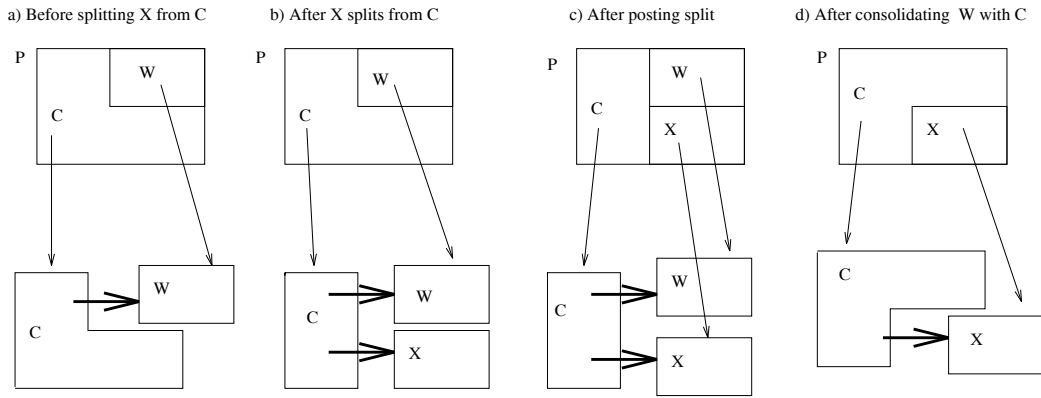 a) Before splitting X from C
b) After X splits from C
c) After posting split
d) After consolidating W with C
P
W
C
W
C
P
W
C
W
C
X
P
W
C
X
W
C
X
P
C
X
C
X